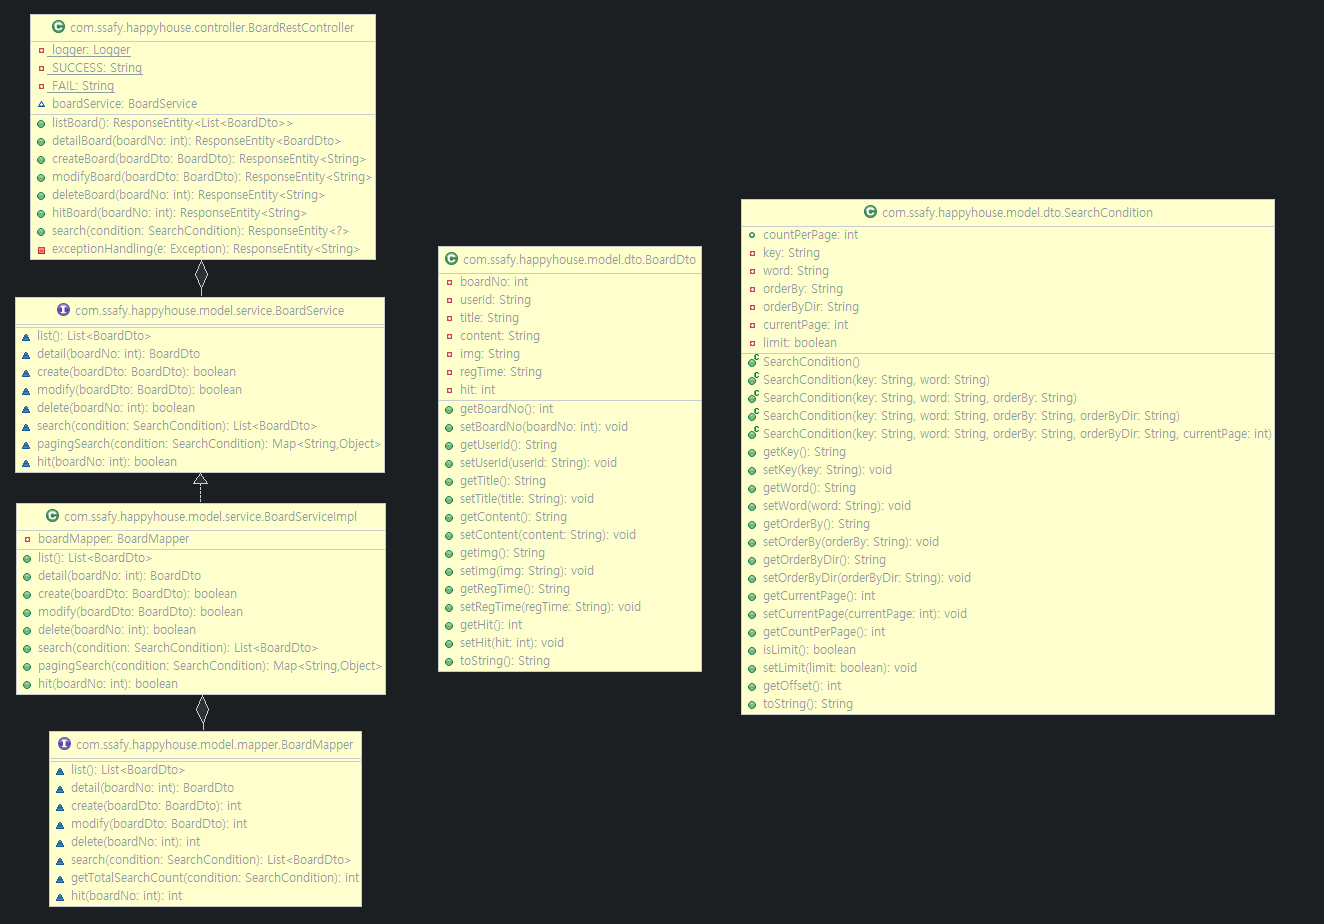 com.ssafy.happyhouse.controller.BoardRestController
logger: Logger
SUCCESS: String
FAIL: String
boardService: BoardService
listBoard(): ResponseEntity<List<BoardDto>>
detailBoard(boardNo: int): ResponseEntity<BoardDto>
createBoard(boardDto: BoardDto): ResponseEntity<String>
modifyBoard(boardDto: BoardDto): ResponseEntity<String>
deleteBoard(boardNo: int): ResponseEntity<String>
hitBoard(boardNo: int): ResponseEntity<String>
search(condition: SearchCondition): ResponseEntity<?>
exceptionHandling(e: Exception): ResponseEntity<String>
com.ssafy.happyhouse.model.service.BoardService
list(): List<BoardDto>
detail(boardNo: int): BoardDto
create(boardDto: BoardDto): boolean
modify(boardDto: BoardDto): boolean
delete(boardNo: int): boolean
search(condition: SearchCondition): List<BoardDto>
pagingSearch(condition: SearchCondition): Map<String,Object>
hit(boardNo: int): boolean
com.ssafy.happyhouse.model.service.BoardServiceImpl
boardMapper: BoardMapper
list(): List<BoardDto>
detail(boardNo: int): BoardDto
create(boardDto: BoardDto): boolean
modify(boardDto: BoardDto): boolean
delete(boardNo: int): boolean
search(condition: SearchCondition): List<BoardDto>
pagingSearch(condition: SearchCondition): Map<String,Object>
hit(boardNo: int): boolean
com.ssafy.happyhouse.model.mapper.BoardMapper
list(): List<BoardDto>
detail(boardNo: int): BoardDto
create(boardDto: BoardDto): int
modify(boardDto: BoardDto): int
delete(boardNo: int): int
search(condition: SearchCondition): List<BoardDto>
getTotalSearchCount(condition: SearchCondition): int
hit(boardNo: int): int
com.ssafy.happyhouse.model.dto.BoardDto
boardNo: int
userId: String
title: String
content: String
img: String
regTime: String
hit: int
getBoardNo(): int
setBoardNo(boardNo: int): void
getUserId(): String
setUserId(userId: String): void
getTitle(): String
setTitle(title: String): void
getContent(): String
setContent(content: String): void
getImg(): String
setImg(img: String): void
getRegTime(): String
setRegTime(regTime: String): void
getHit(): int
setHit(hit: int): void
toString(): String
com.ssafy.happyhouse.model.dto.SearchCondition
countPerPage: int
key: String
word: String
orderBy: String
orderByDir: String
currentPage: int
limit: boolean
SearchCondition()
SearchCondition(key: String, word: String)
SearchCondition(key: String, word: String, orderBy: String)
SearchCondition(key: String, word: String, orderBy: String, orderByDir: String)
SearchCondition(key: String, word: String, orderBy: String, orderByDir: String, currentPage: int)
getKey(): String
setKey(key: String): void
getWord(): String
setWord(word: String): void
getOrderBy(): String
setOrderBy(orderBy: String): void
getOrderByDir(): String
setOrderByDir(orderByDir: String): void
getCurrentPage(): int
setCurrentPage(currentPage: int): void
getCountPerPage(): int
isLimit(): boolean
setLimit(limit: boolean): void
getOffset(): int
toString(): String